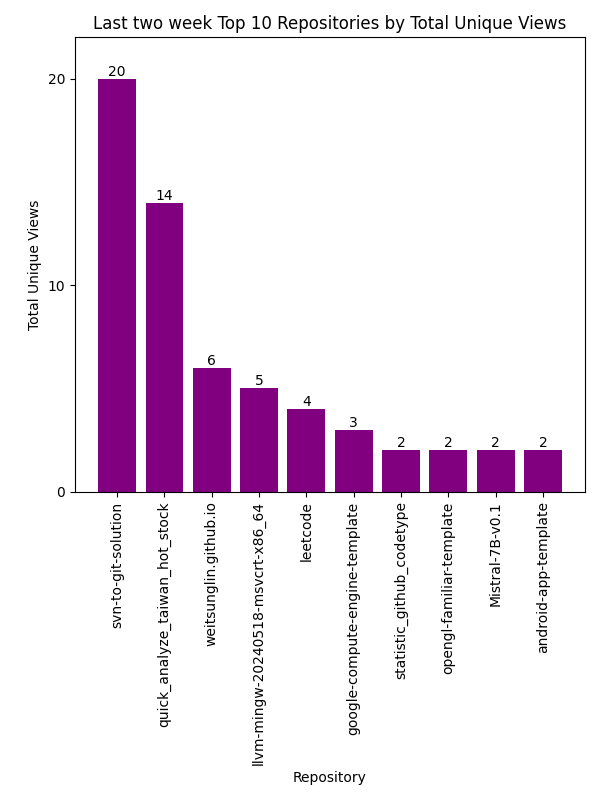 Last two week Top 10 Repositories by Total Unique Views
Total Unique Views
20
10
0
20
14
6
5
4
3
2
2
2
2
svn-to-git-solution
quick_analyze_taiwan_hot_stock
weitsunglin.github.io
llvm-mingw-20240518-msvcrt-x86_64
leetcode
google-compute-engine-template
statistic_github_codetype
opengl-familiar-template
Mistral-7B-v0.1
android-app-template
Repository